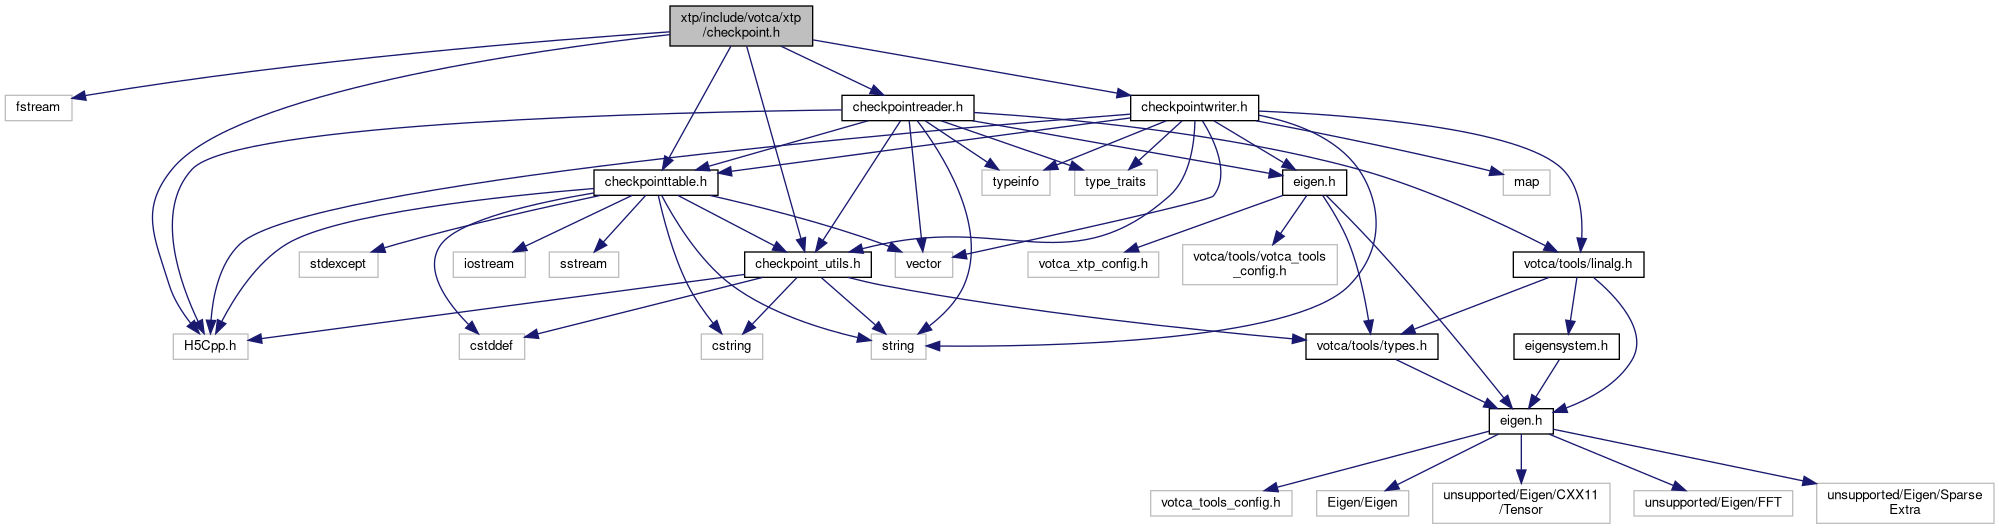 xtp/include/votca/xtp
/checkpoint.h
fstream
checkpointreader.h
checkpointwriter.h
checkpointtable.h
typeinfo
type_traits
eigen.h
map
stdexcept
iostream
sstream
checkpoint_utils.h
vector
votca_xtp_config.h
votca/tools/votca_tools
_config.h
votca/tools/linalg.h
H5Cpp.h
cstddef
cstring
string
votca/tools/types.h
eigensystem.h
eigen.h
votca_tools_config.h
Eigen/Eigen
unsupported/Eigen/CXX11
/Tensor
unsupported/Eigen/FFT
unsupported/Eigen/Sparse
Extra